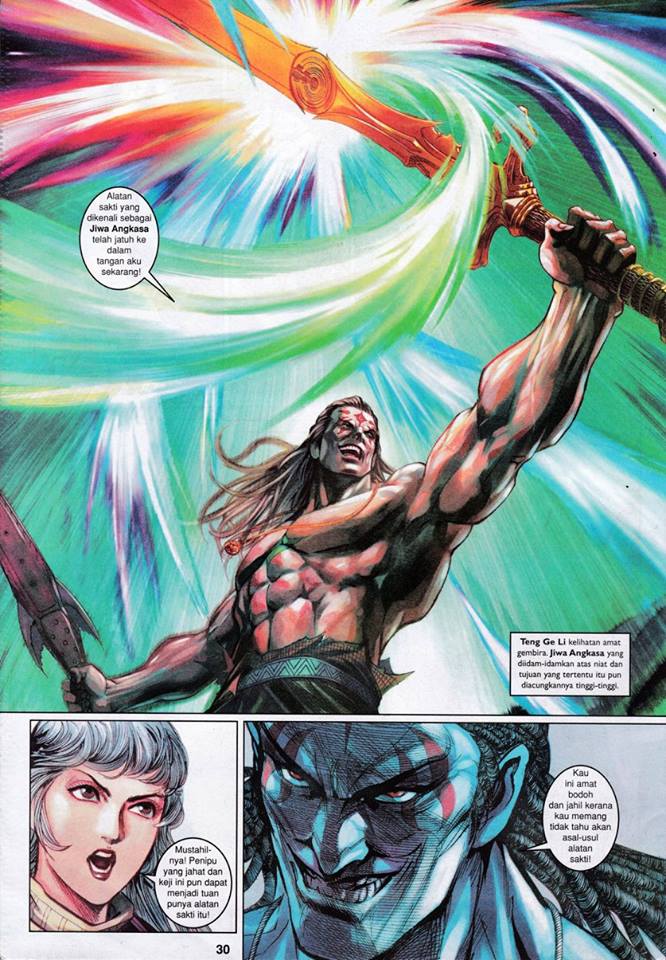 Alatan
sakti yang
dikenali sebagai
Jiwa Angkasa
telah jatuh ke
dalam
tangan aku
sekarang!
Teng Ge Li kelihatan amat
gembira. Jiwa Angkasa yang
diidam-idamkan atas niat dan
tujuan yang tertentu itu pun
diacungkannya tinggi-tinggi.
Mustahil-
nya! Penipu
yang jahat dan
keji ini pun dapat
menjadi tuan
punya alatan
sakti itu!
Kau
ini amat
bodoh
dan jahil kerana
kau memang
tidak tahu akan
asal-usul
alatan
sakti!
30